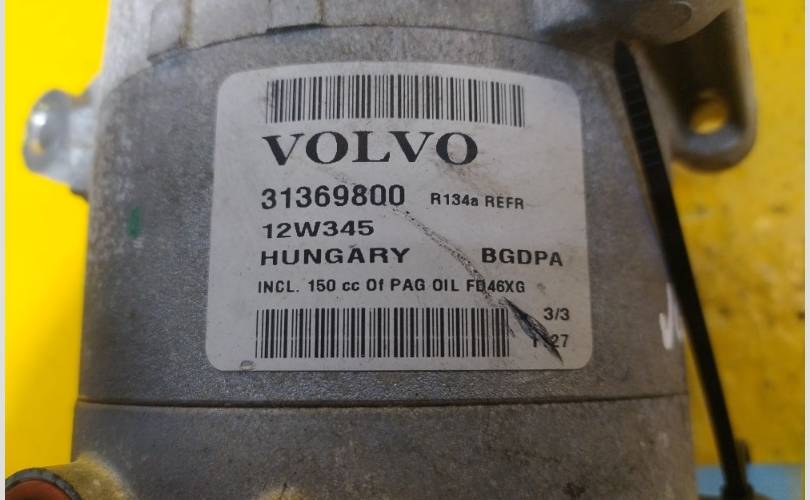 VOLVO
31369800 R134a REFR
12W345
HUNGARY BGDPA
INCL. 150 cc Of PAG OIL FD46XG
3/3